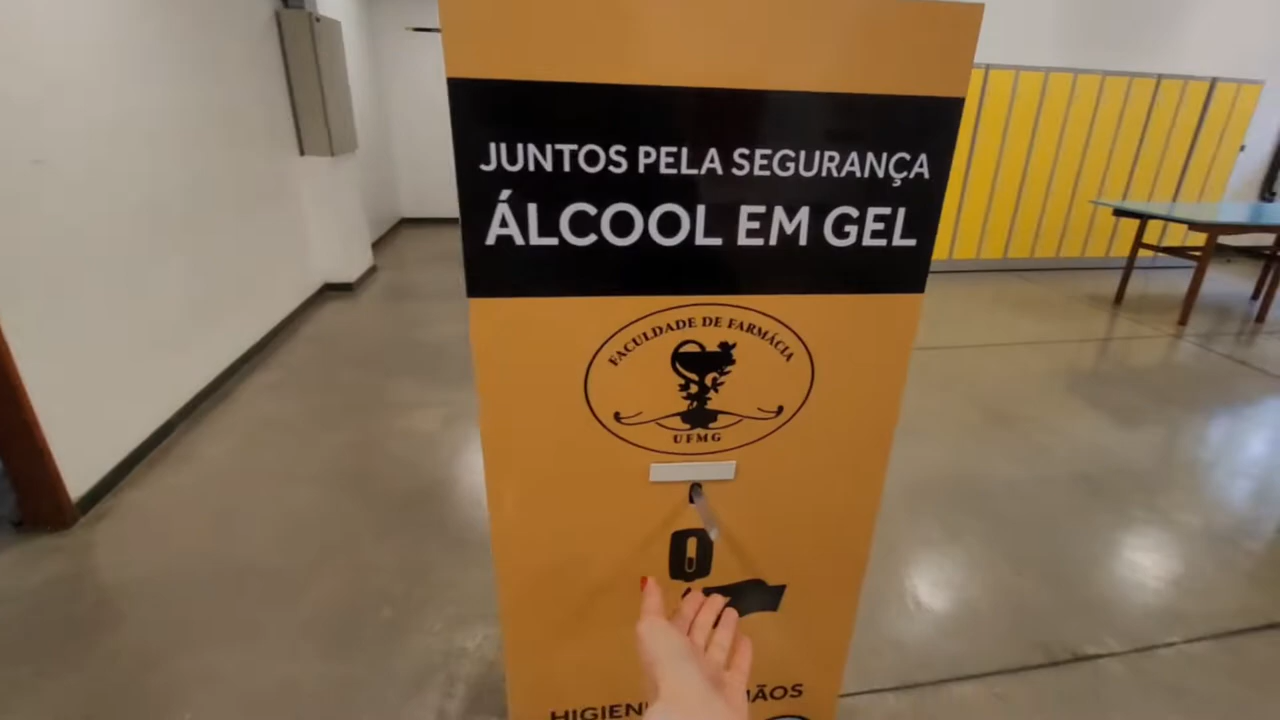 JUNTOS PELA SEGURANÇA
ÁLCOOL EM GEL
FACULDADE DE FARMÁCIA
UFMG